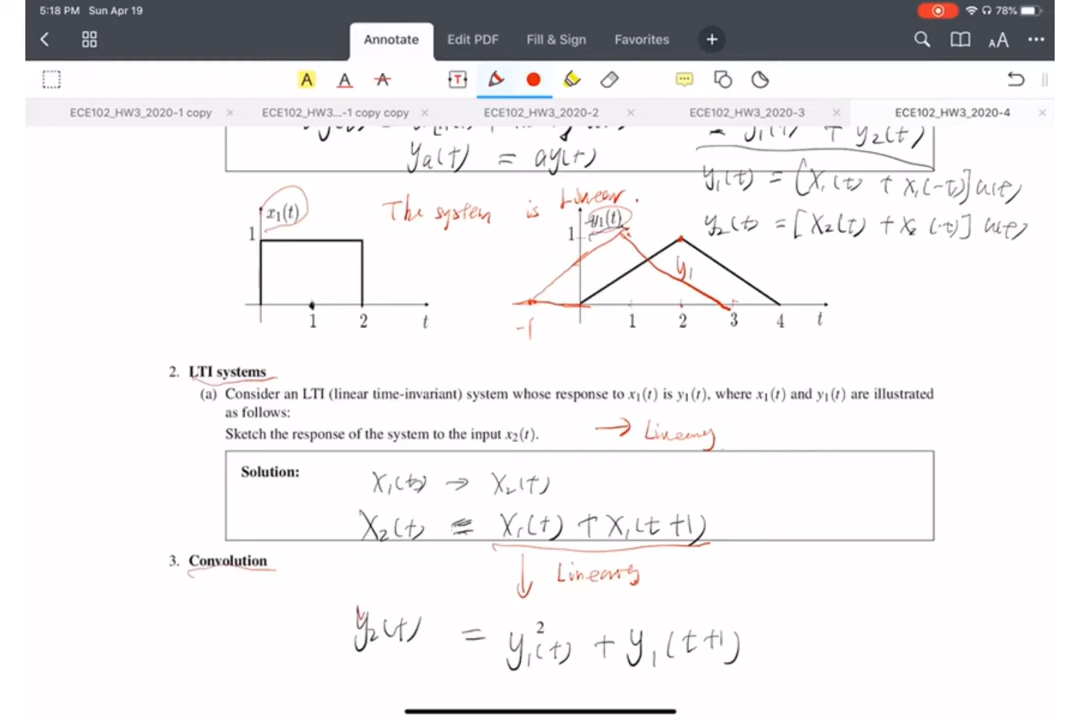 5:18 PM Sun Apr 19
78%
Annotate Edit PDF Fill & Sign Favorites
ECE102_HW3_2020-1 copy ECE102_HW3...-1 copy copy ECE102_HW3_2020-2 ECE102_HW3_2020-3 ECE102_HW3_2020-4
= y₁(t) + y₂(t)
ya(t) = ay(t)
y₁(t) = [x₁(t) + x₁(-t)] u(t)
y₂(t) = [x₂(t) + x₂(-t)] u(t)
The system is Linear.
x₁(t)
1
1 2 t
y₁(t)
1
y₁
-1
1 2 3 4 t
2. LTI systems
(a) Consider an LTI (linear time-invariant) system whose response to x₁(t) is y₁(t), where x₁(t) and y₁(t) are illustrated
as follows:
Sketch the response of the system to the input x₂(t). → Linearity
Solution:
x₁(t) → x₂(t)
x₂(t) = x₁(t) + x₁(t+1)
3. Convolution
↓ Linearity
y₂(t) = y₁(t) + y₁(t+1)
2